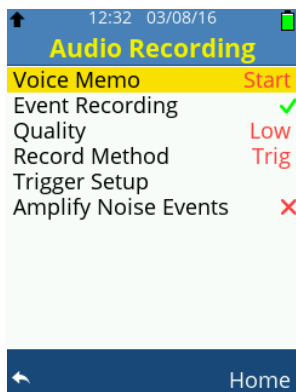 12:32 03/08/16
Audio Recording
Voice Memo Start
Event Recording
Quality Low
Record Method Trig
Trigger Setup
Amplify Noise Events
Home